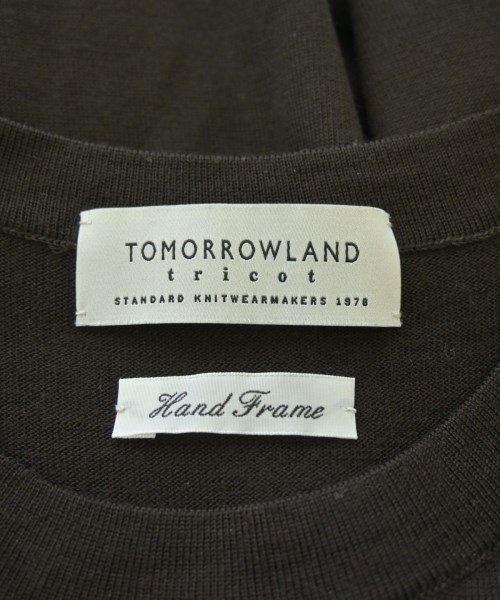 TOMORROWLAND
tricot
STANDARD KNITWEARMAKERS 1978
Hand Frame